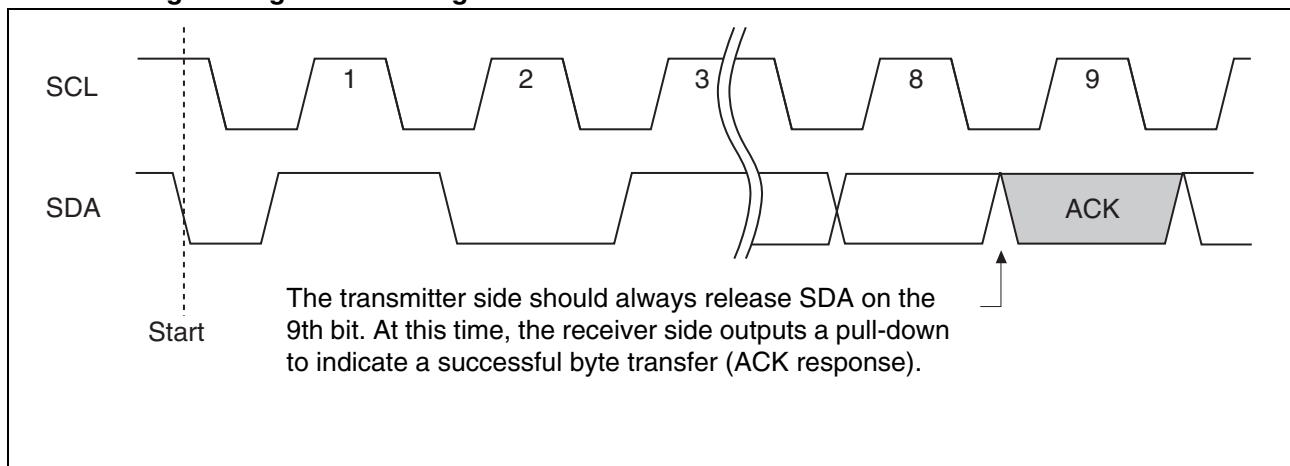 SCL
1
2
3
8
9
SDA
ACK
Start
The transmitter side should always release SDA on the
9th bit. At this time, the receiver side outputs a pull-down
to indicate a successful byte transfer (ACK response).